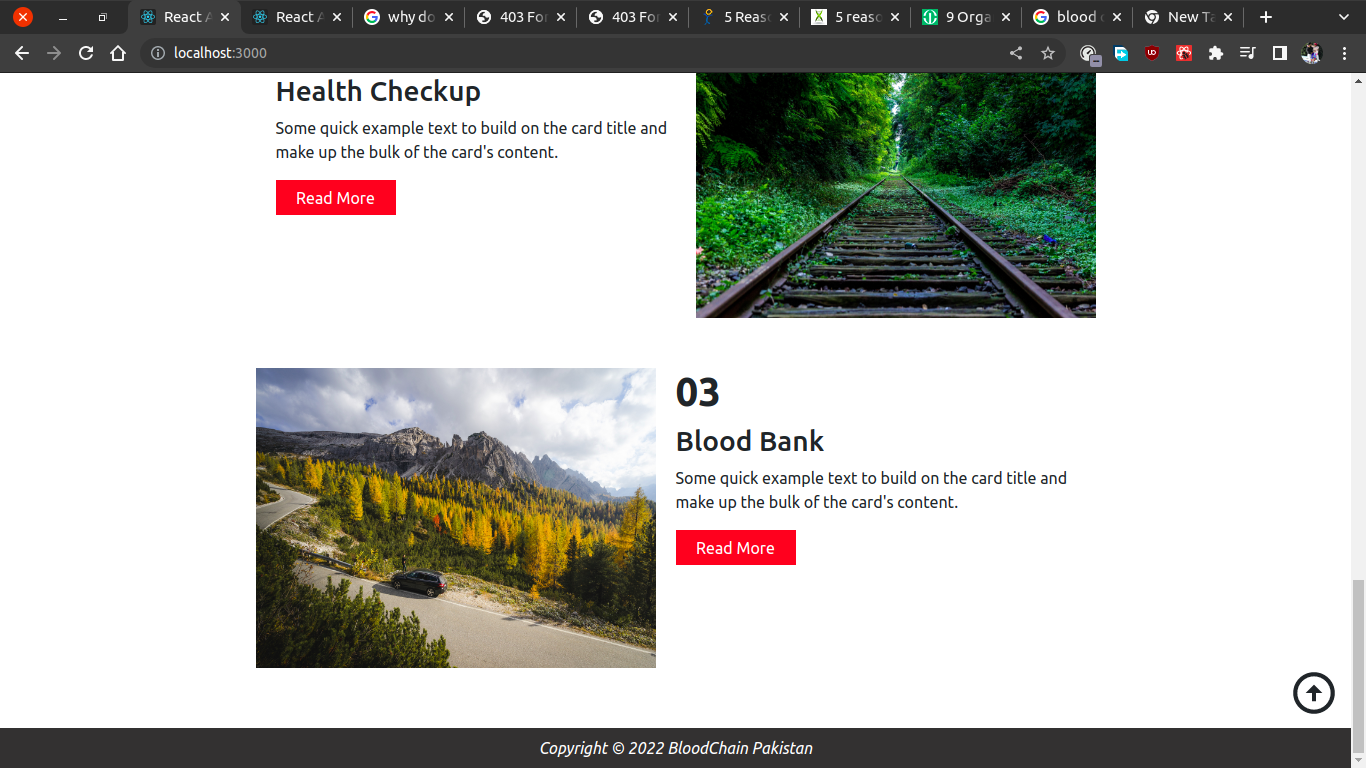 React A
React A
why do
403 For
403 For
5 Reaso
5 reaso
9 Orga
blood
New Ta
localhost:3000
Health Checkup
Some quick example text to build on the card title and
make up the bulk of the card's content.
Read More
03
Blood Bank
Some quick example text to build on the card title and
make up the bulk of the card's content.
Read More
Copyright © 2022 BloodChain Pakistan